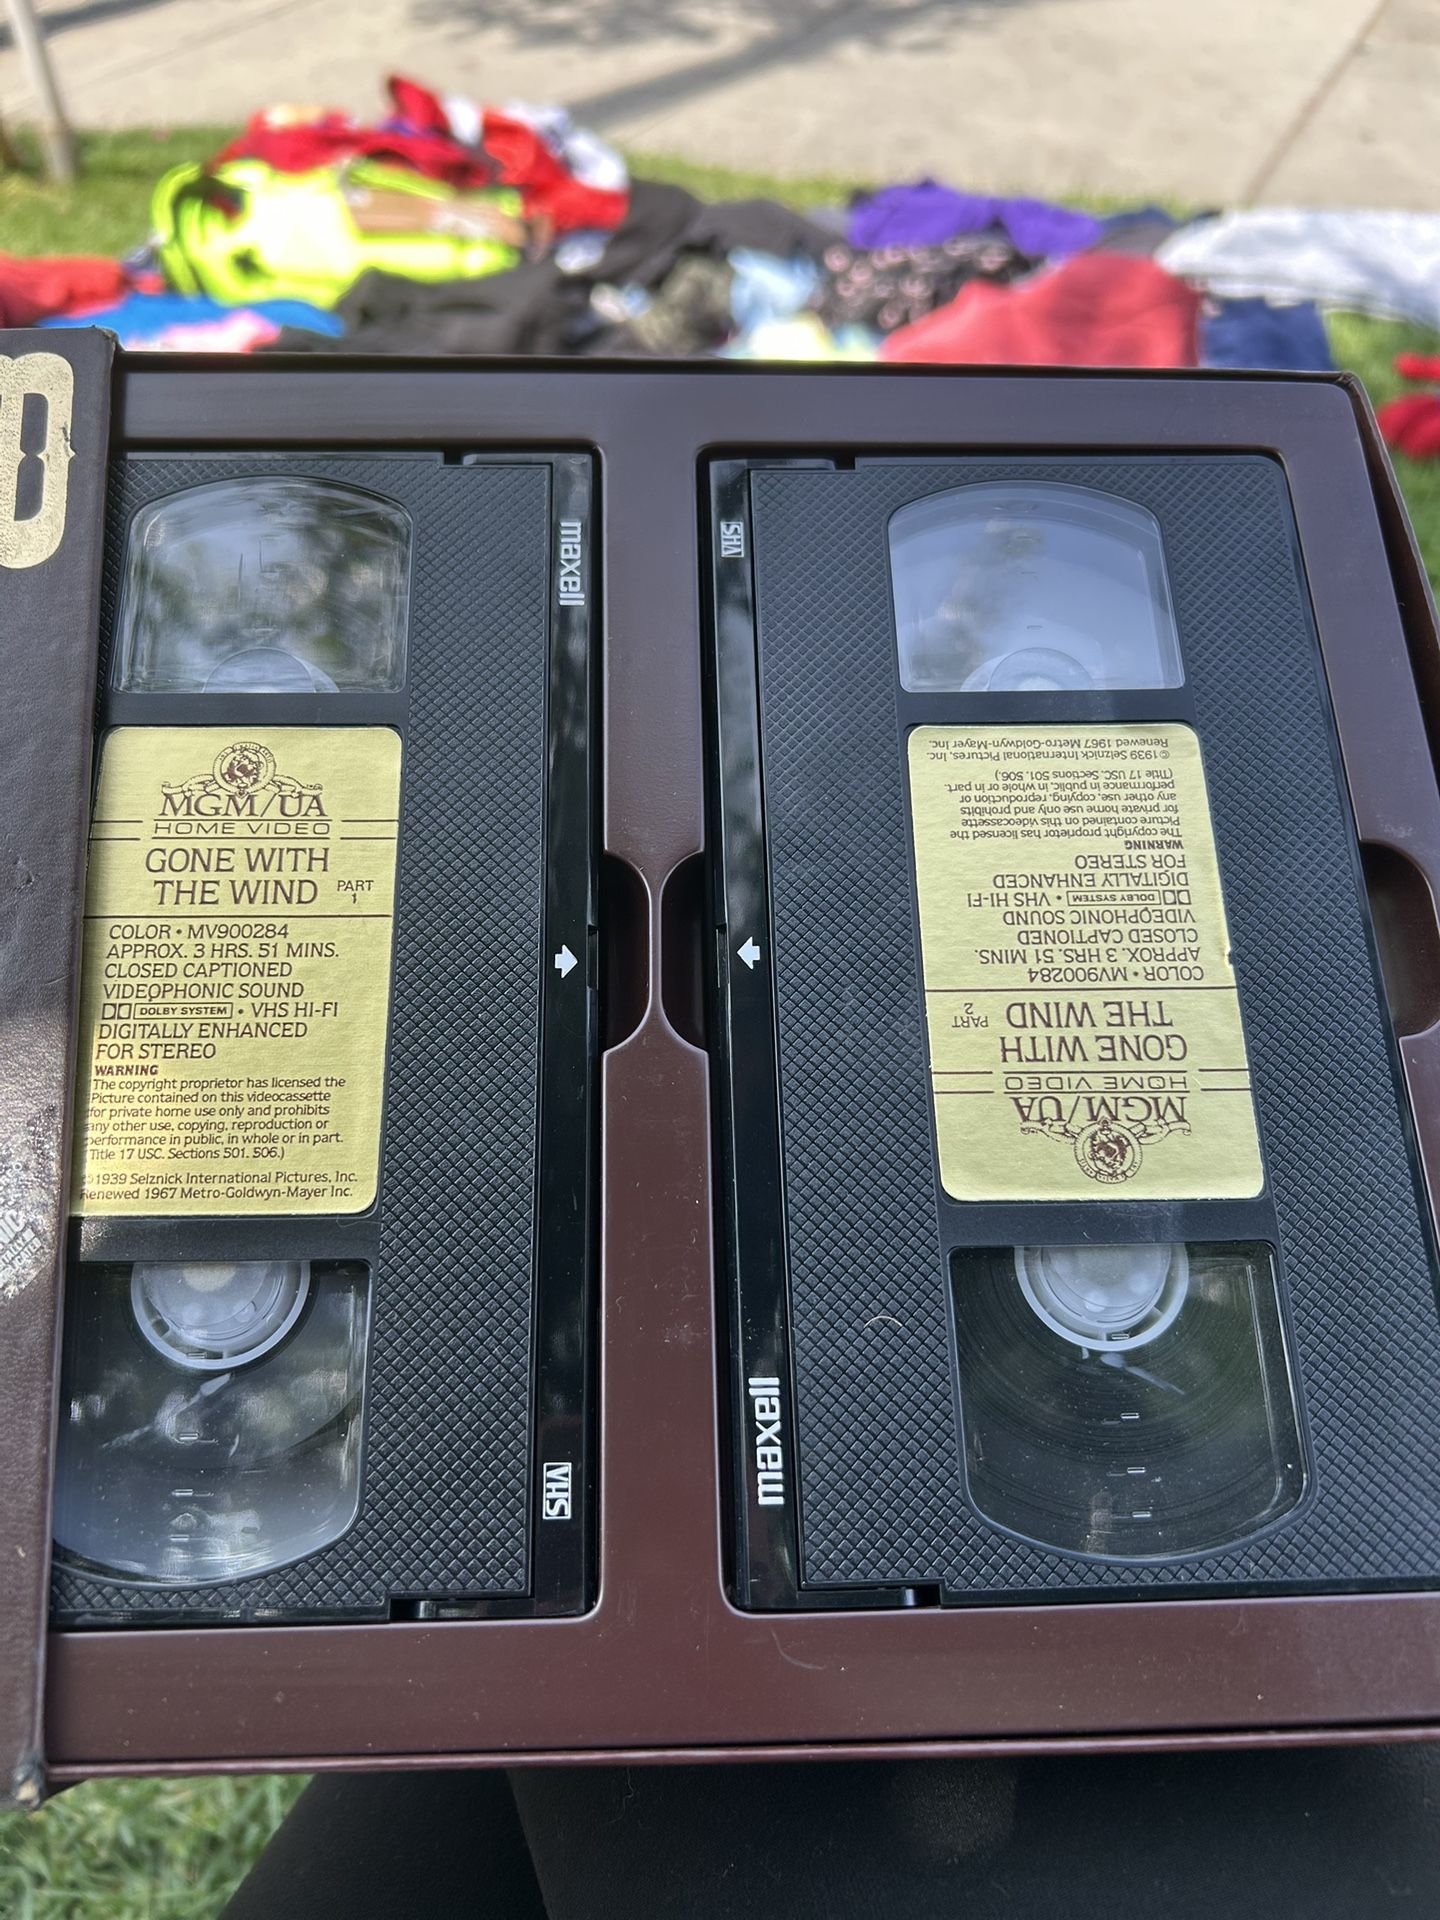 MGM/UA
HOME VIDEO
GONE WITH
THE WIND PART 1
COLOR • MV900284
APPROX. 3 HRS. 51 MINS.
CLOSED CAPTIONED
VIDEOPHONIC SOUND
DOLBY SYSTEM • VHS HI-FI
DIGITALLY ENHANCED
FOR STEREO
WARNING
The copyright proprietor has licensed the
Picture contained on this videocassette
for private home use only and prohibits
any other use, copying, reproduction or
performance in public, in whole or in part.
Title 17 USC. Sections 501. 506.)
©1939 Selznick International Pictures, Inc.
Renewed 1967 Metro-Goldwyn-Mayer Inc.
maxell
VHS
VHS
maxell
MGM/UA
HOME VIDEO
GONE WITH
THE WIND PART 2
COLOR • MV900284
APPROX. 3 HRS. 51 MINS.
CLOSED CAPTIONED
VIDEOPHONIC SOUND
DOLBY SYSTEM • VHS HI-FI
DIGITALLY ENHANCED
FOR STEREO
WARNING
The copyright proprietor has licensed the
Picture contained on this videocassette
for private home use only and prohibits
any other use, copying, reproduction or
performance in public, in whole or in part.
(Title 17 USC. Sections 501. 506.)
©1939 Selznick International Pictures, Inc.
Renewed 1967 Metro-Goldwyn-Mayer Inc.